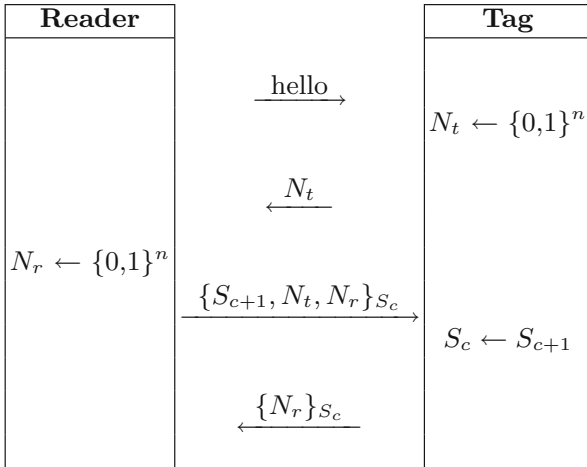 Reader Tag
hello
N_t ← {0,1}^n
N_t
N_r ← {0,1}^n
{S_{c+1}, N_t, N_r}_{S_c}
S_c ← S_{c+1}
{N_r}_{S_c}